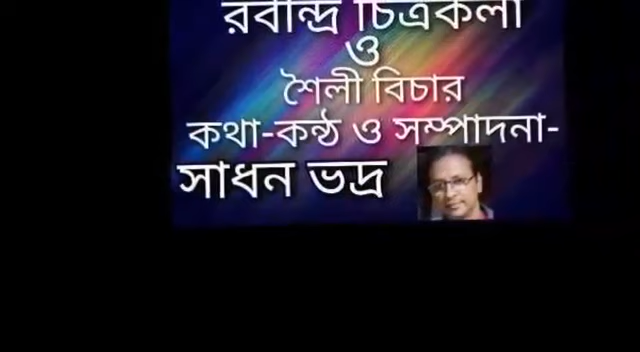 রবীন্দ্র চিত্রকলা
ও
শৈলী বিচার
কথা-কন্ঠ ও সম্পাদনা-
সাধন ভদ্র